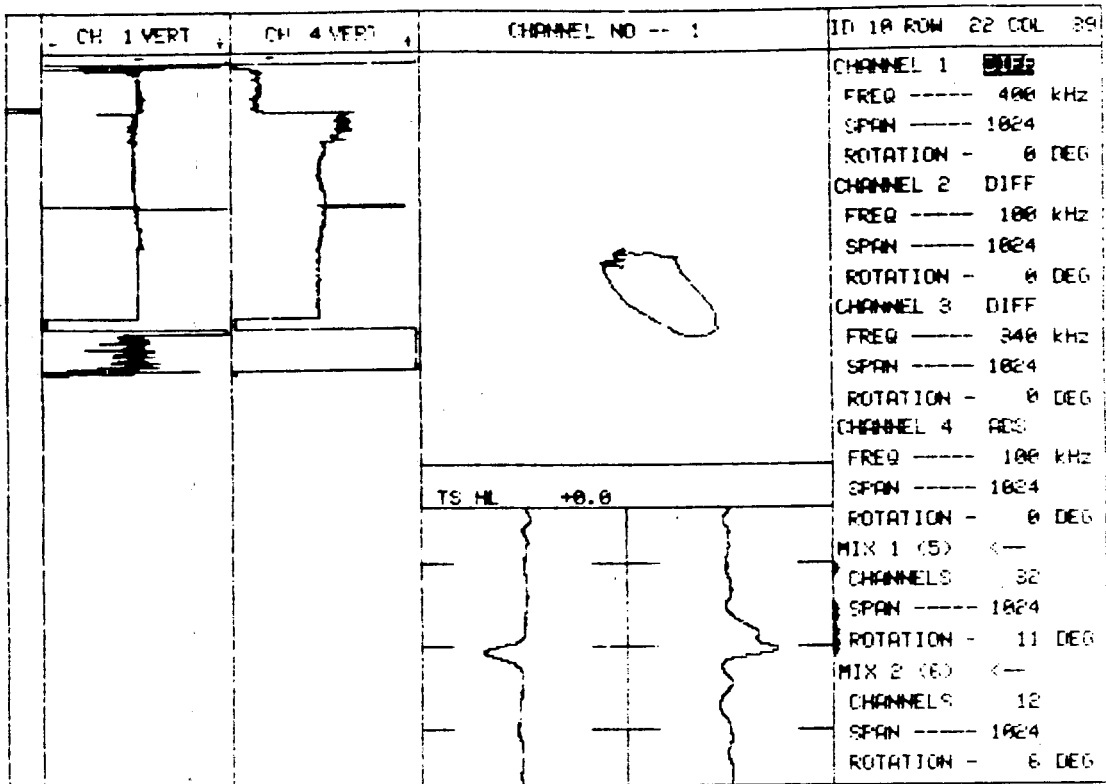 CH 1 VERT
CH 4 VERT
CHANNEL NO -- 1
ID 10 ROW 22 COL 39
CHANNEL 1 DIFF
FREQ ----- 400 kHz
SPAN ----- 1024
ROTATION - 0 DEG
CHANNEL 2 DIFF
FREQ ----- 100 kHz
SPAN ----- 1024
ROTATION - 0 DEG
CHANNEL 3 DIFF
FREQ ----- 340 kHz
SPAN ----- 1024
ROTATION - 0 DEG
CHANNEL 4 ABS
FREQ ----- 100 kHz
SPAN ----- 1024
ROTATION - 0 DEG
MIX 1 (5) <--
CHANNELS 32
SPAN ----- 1024
ROTATION - 11 DEG
MIX 2 (6) <--
CHANNELS 12
SPAN ----- 1024
ROTATION - 6 DEG
TS HL +0.0